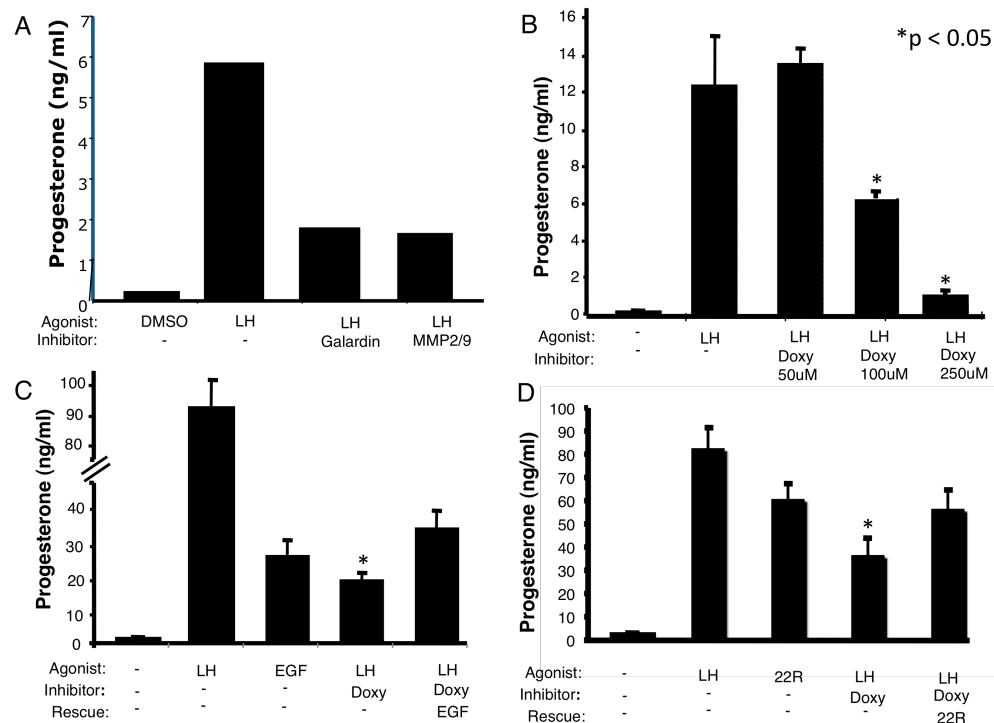 A
Progesterone (ng/ml)
7
6
5
4
3
2
1
0
Agonist: DMSO LH LH LH
Inhibitor: - - Galardin MMP2/9
B
*p < 0.05
Progesterone (ng/ml)
16
14
12
10
8
6
4
2
0
* *
Agonist: - LH LH LH LH
Inhibitor: - - Doxy Doxy Doxy
50uM 100uM 250uM
C
Progesterone (ng/ml)
100
90
80
40
30
20
10
0
*
Agonist: - LH EGF LH LH
Inhibitor: - - - Doxy Doxy
Rescue: - - - - EGF
D
Progesterone (ng/ml)
100
90
80
70
60
50
40
30
20
10
0
*
Agonist: - LH 22R LH LH
Inhibitor: - - - Doxy Doxy
Rescue: - - - - 22R